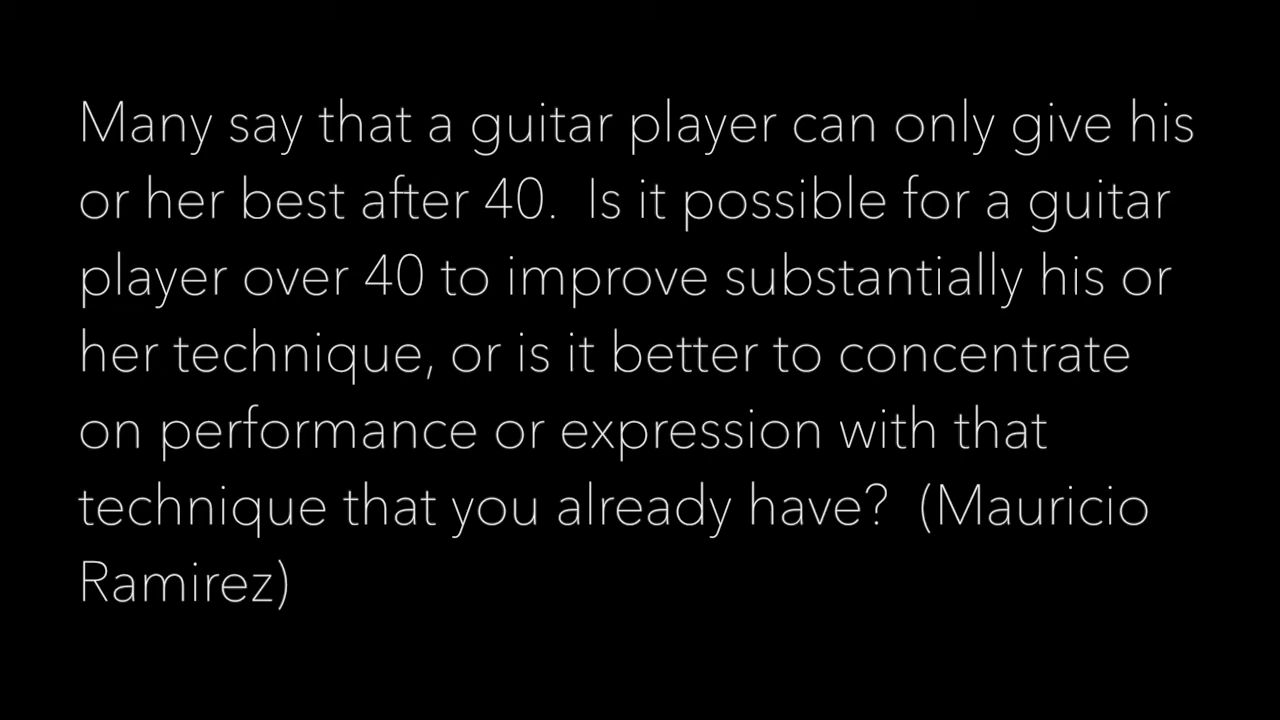 Many say that a guitar player can only give his
or her best after 40.  Is it possible for a guitar
player over 40 to improve substantially his or
her technique, or is it better to concentrate
on performance or expression with that
technique that you already have?  (Mauricio
Ramirez)